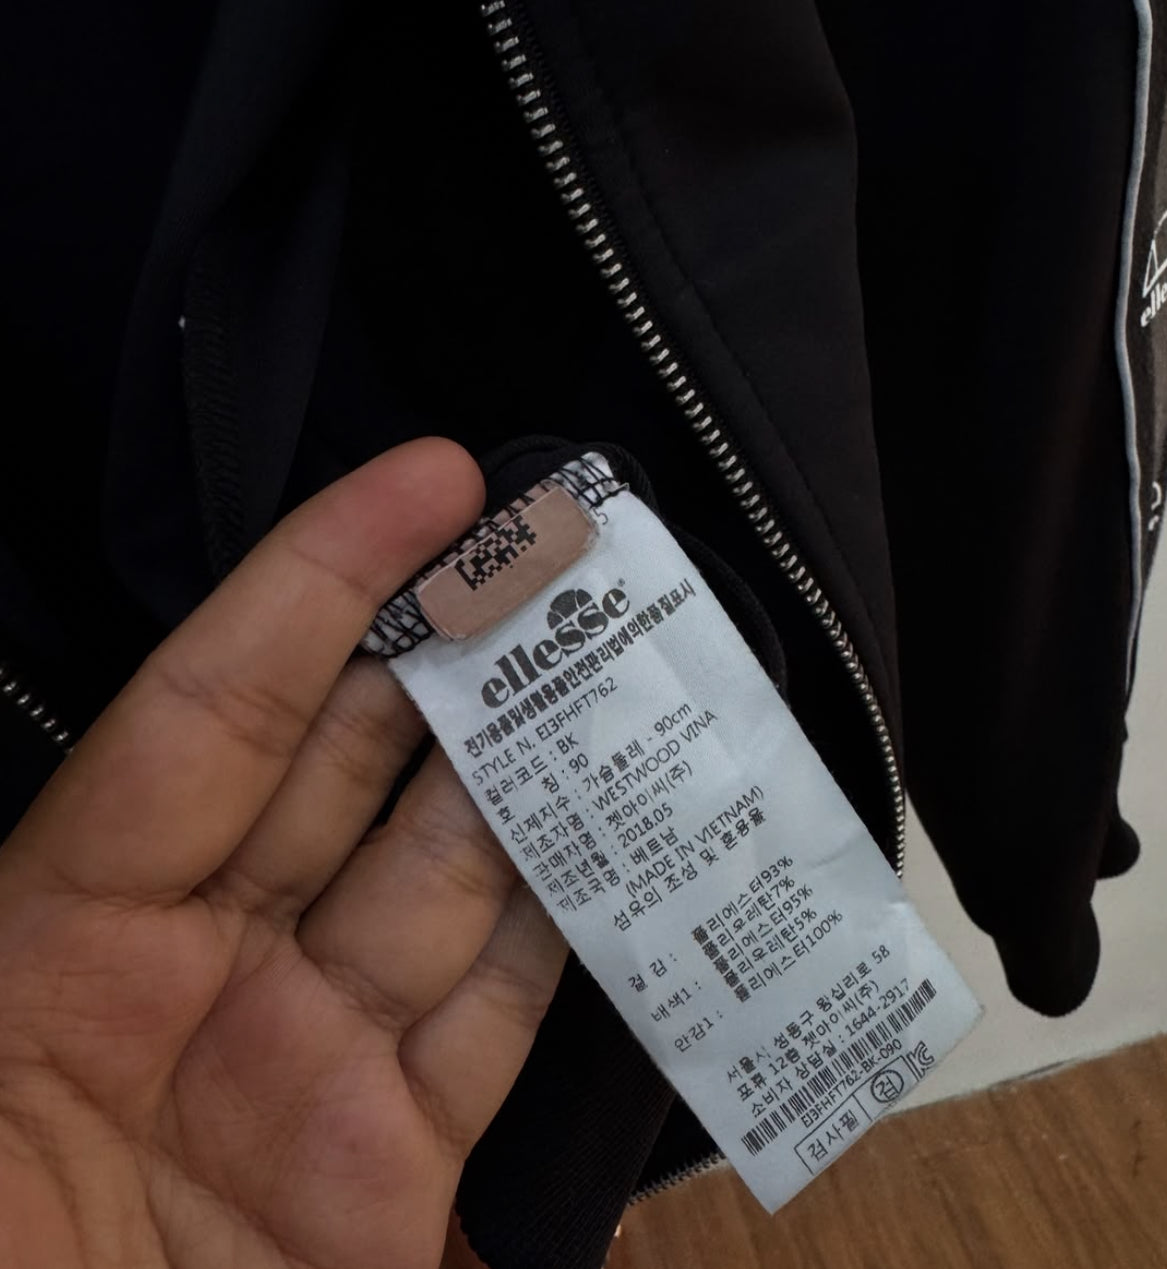 ellesse
전기용품및생활용품안전관리법에의한품질표시
STYLE N. EI3FHFT762
컬러코드 : BK
호 칭 : 90
신체치수 : 가슴둘레 - 90cm
제조자명 : WESTWOOD VINA
판매자명 : 젯아이씨(주)
제조년월 : 2018.05
제조국명 : 베트남
(MADE IN VIETNAM)
섬유의 조성 및 혼용율
겉감 : 폴리에스터93%
폴리우레탄7%
배색1 : 폴리에스터95%
폴리우레탄5%
안감1 : 폴리에스터100%
서울시 성동구 왕십리로 58
포휴 12층 젯아이씨(주)
소비자 상담실 : 1644-2917
EI3FHFT762-BK-090
검사필 검